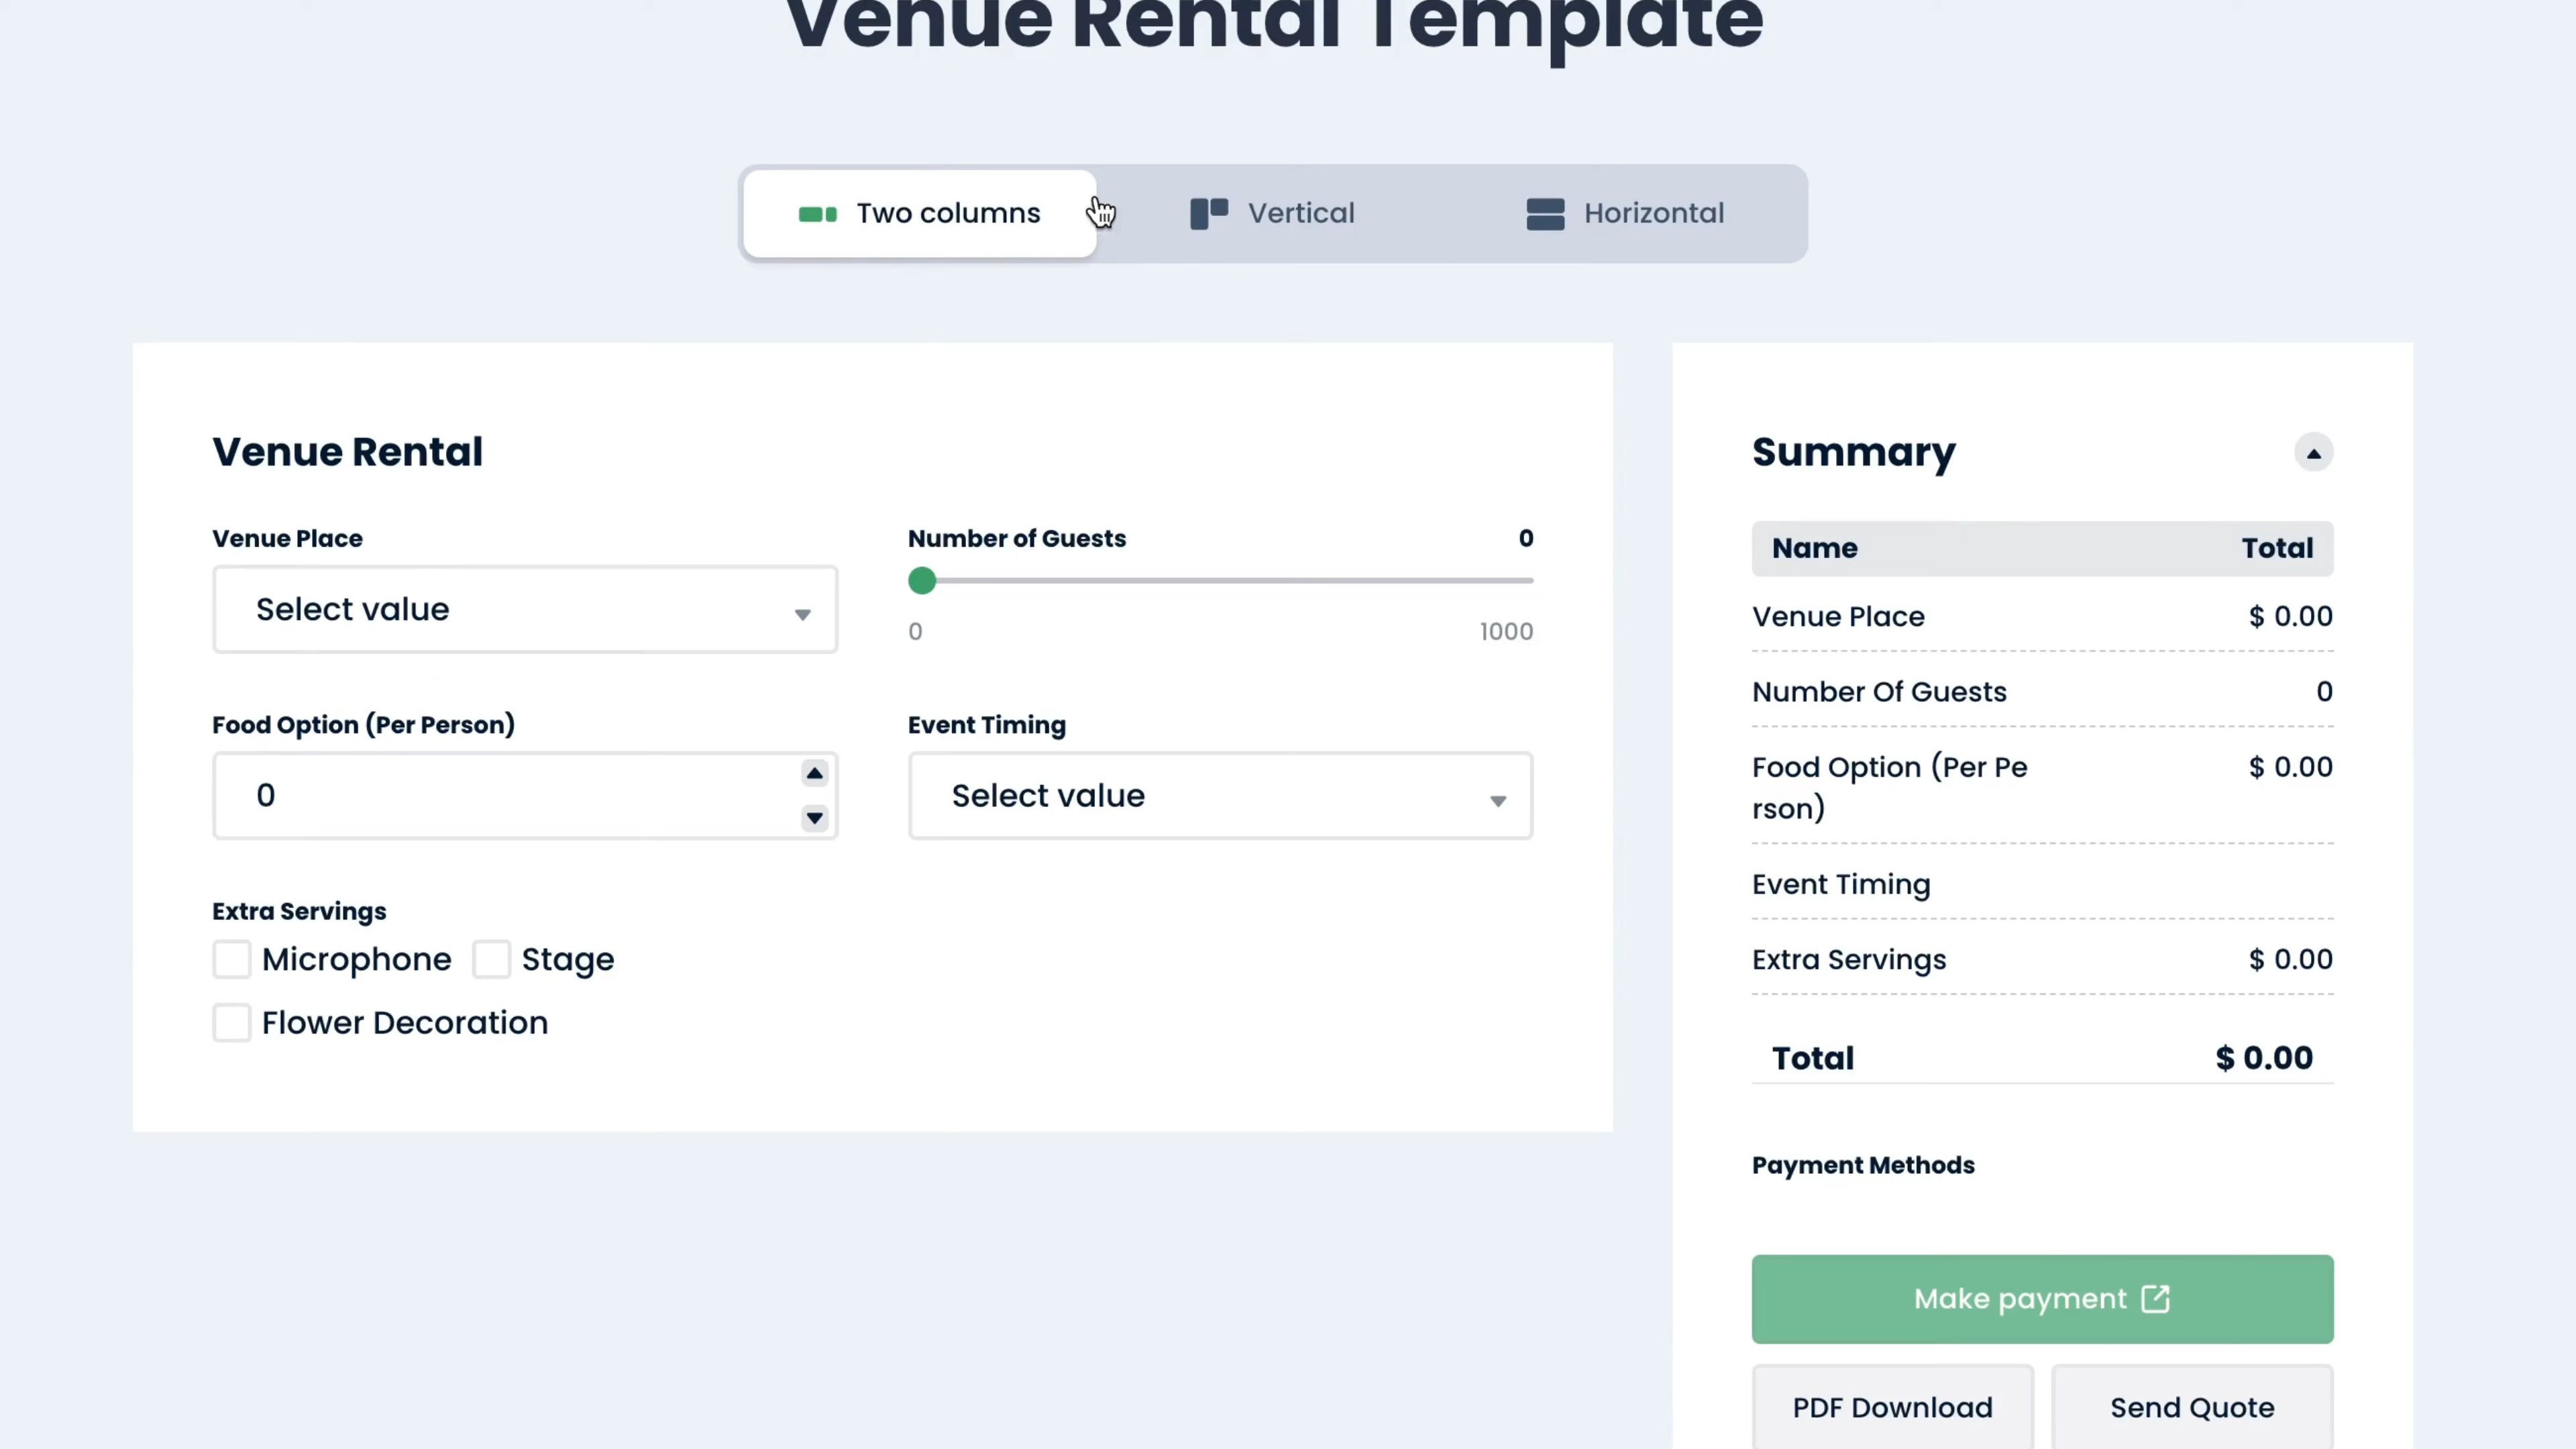 Venue Rental Template
Two columns
Vertical
Horizontal
Venue Rental
Venue Place
Select value
Number of Guests
0
0
1000
Food Option (Per Person)
0
Event Timing
Select value
Extra Servings
Microphone
Stage
Flower Decoration
Summary
Name Total
Venue Place $ 0.00
Number Of Guests 0
Food Option (Per Pe $ 0.00
rson)
Event Timing
Extra Servings $ 0.00
Total $ 0.00
Payment Methods
Make payment
PDF Download
Send Quote